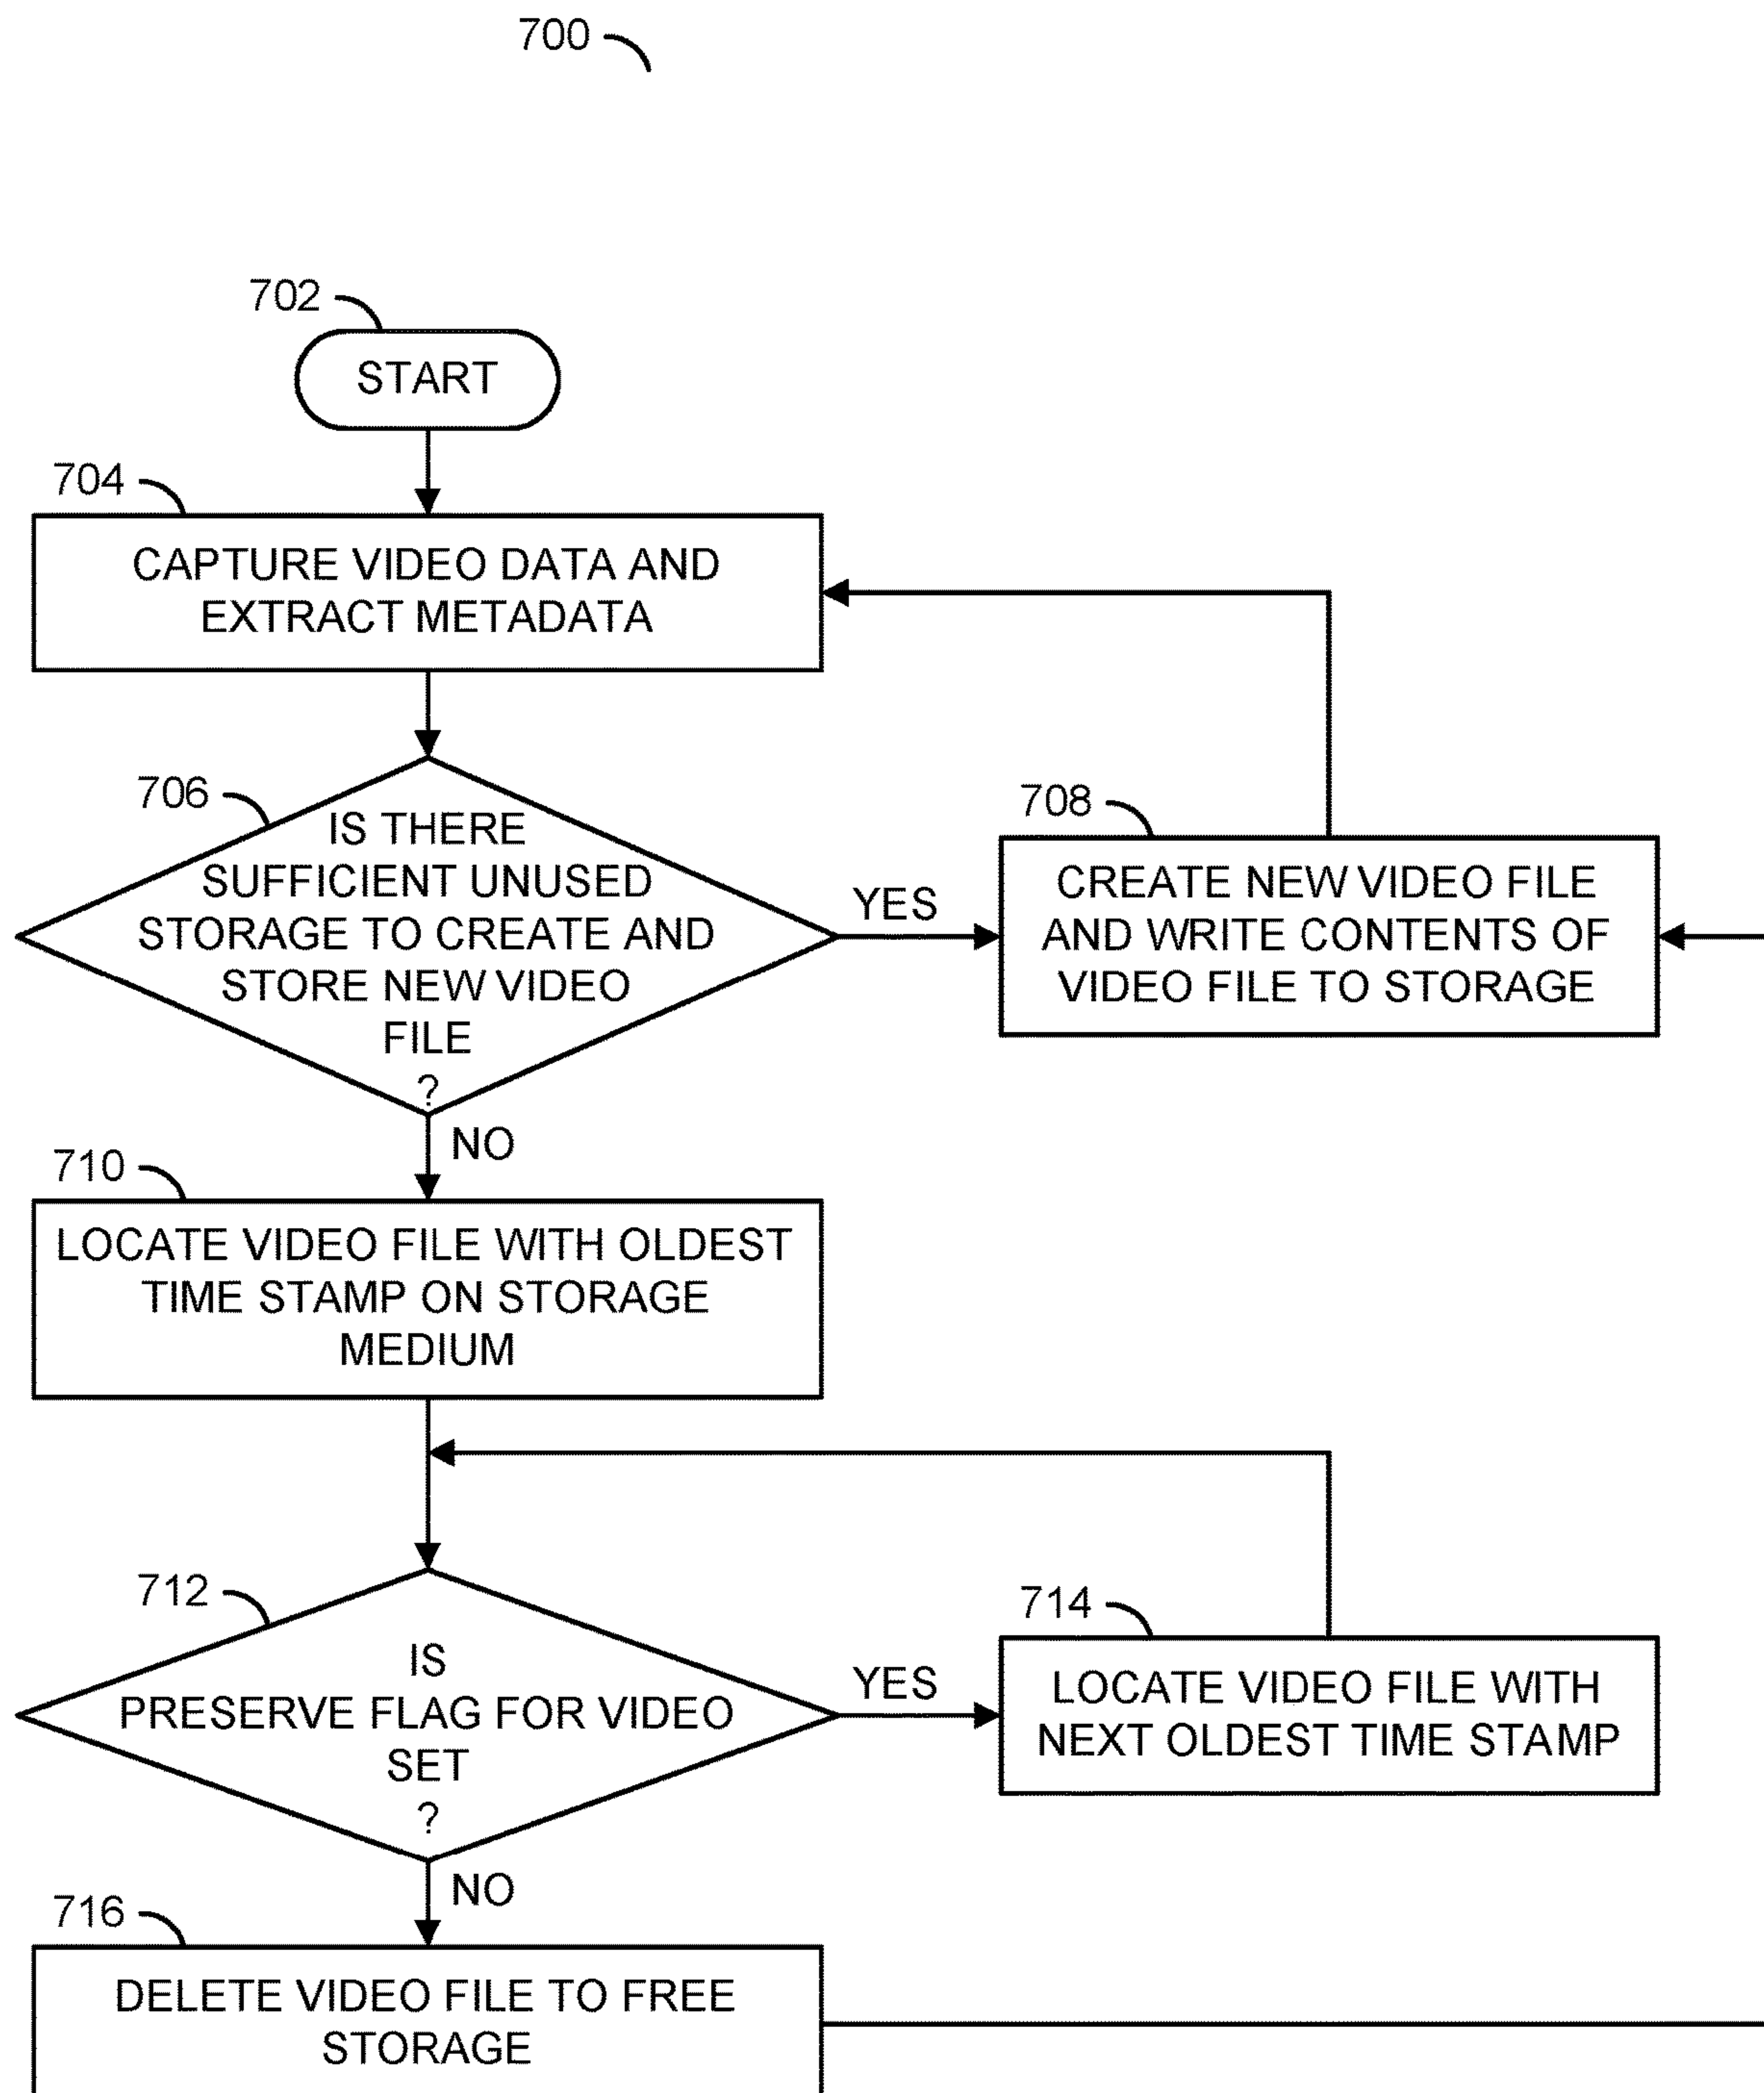 700
702
START
704
CAPTURE VIDEO DATA AND
EXTRACT METADATA
706
IS THERE
SUFFICIENT UNUSED
STORAGE TO CREATE AND
STORE NEW VIDEO
FILE
?
YES
708
CREATE NEW VIDEO FILE
AND WRITE CONTENTS OF
VIDEO FILE TO STORAGE
NO
710
LOCATE VIDEO FILE WITH OLDEST
TIME STAMP ON STORAGE
MEDIUM
712
IS
PRESERVE FLAG FOR VIDEO
SET
?
YES
714
LOCATE VIDEO FILE WITH
NEXT OLDEST TIME STAMP
NO
716
DELETE VIDEO FILE TO FREE
STORAGE